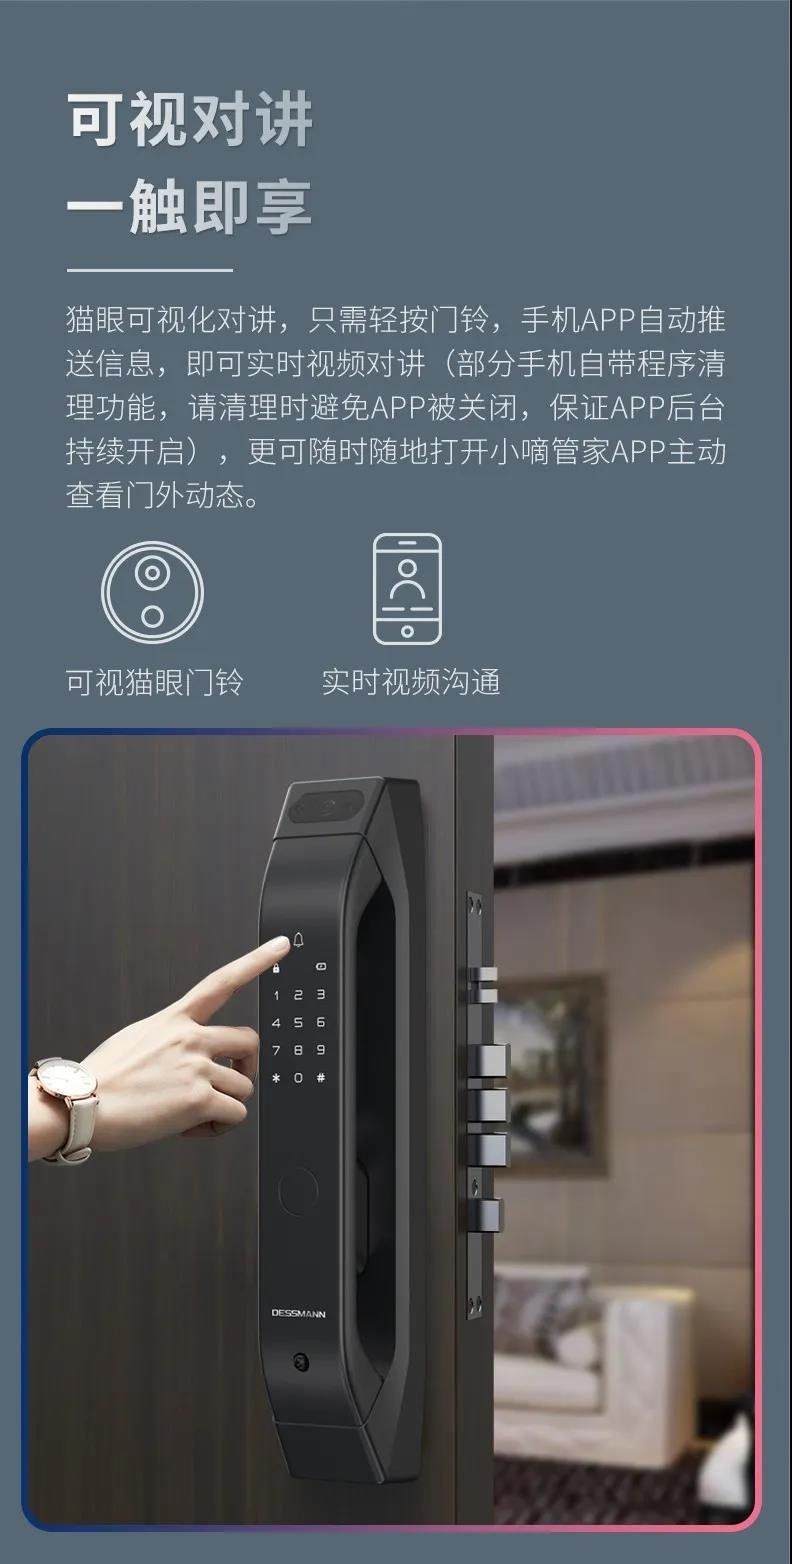 可视对讲
一触即享
猫眼可视化对讲，只需轻按门铃，手机APP自动推
送信息，即可实时视频对讲（部分手机自带程序清
理功能，请清理时避免APP被关闭，保证APP后台
持续开启），更可随时随地打开小嘀管家APP主动
查看门外动态。
可视猫眼门铃
实时视频沟通
1 2 3
4 5 6
7 8 9
* 0 #
DESSMANN